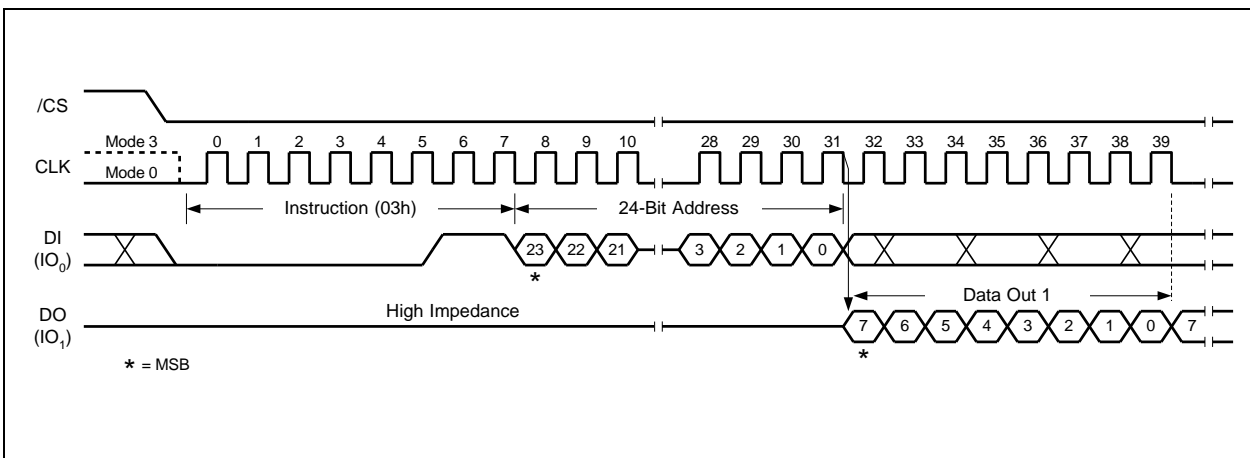 /CS
Mode 3 0 1 2 3 4 5 6 7 8 9 10 28 29 30 31 32 33 34 35 36 37 38 39
CLK Mode 0
Instruction (03h) 24-Bit Address
DI
(IO0)
23 22 21 3 2 1 0
*
High Impedance Data Out 1
DO
(IO1)
7 6 5 4 3 2 1 0 7
*
* = MSB